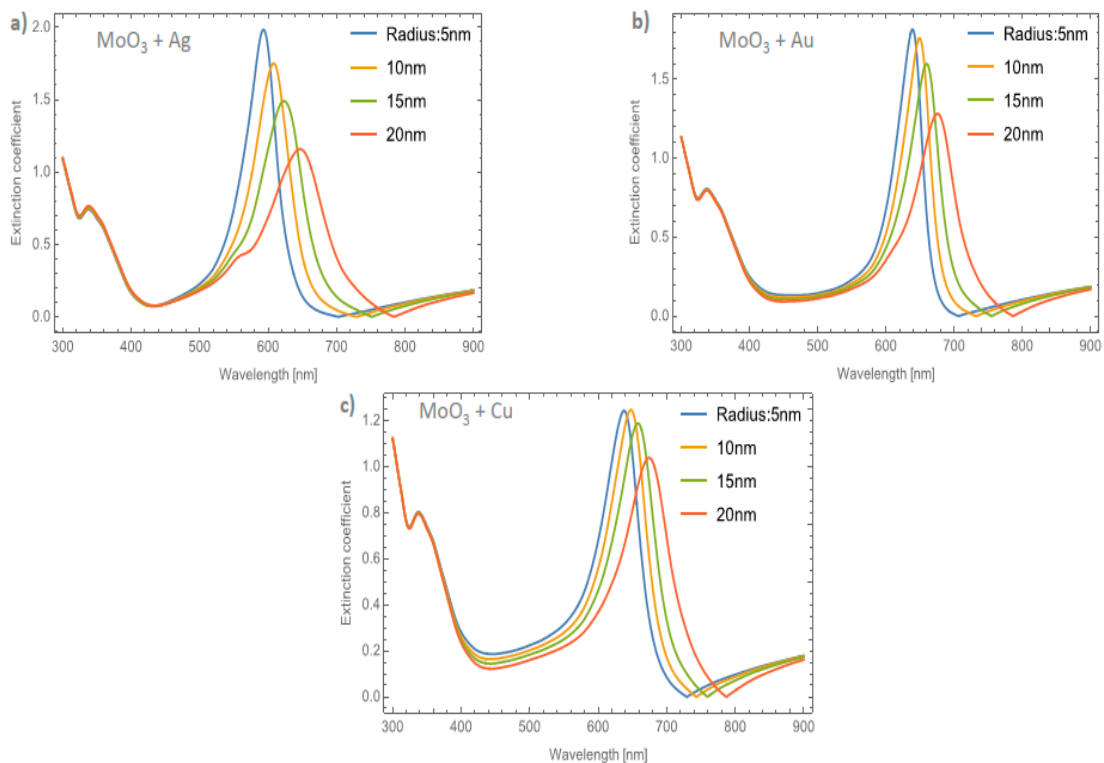 a)
MoO₃ + Ag
Radius:5nm
10nm
15nm
20nm
2.0
1.5
1.0
0.5
0.0
Extinction coefficient
300 400 500 600 700 800 900
Wavelength [nm]
b)
MoO₃ + Au
Radius:5nm
10nm
15nm
20nm
1.5
1.0
0.5
0.0
Extinction coefficient
300 400 500 600 700 800 900
Wavelength [nm]
c)
MoO₃ + Cu
Radius:5nm
10nm
15nm
20nm
1.2
1.0
0.8
0.6
0.4
0.2
0.0
Extinction coefficient
300 400 500 600 700 800 900
Wavelength [nm]